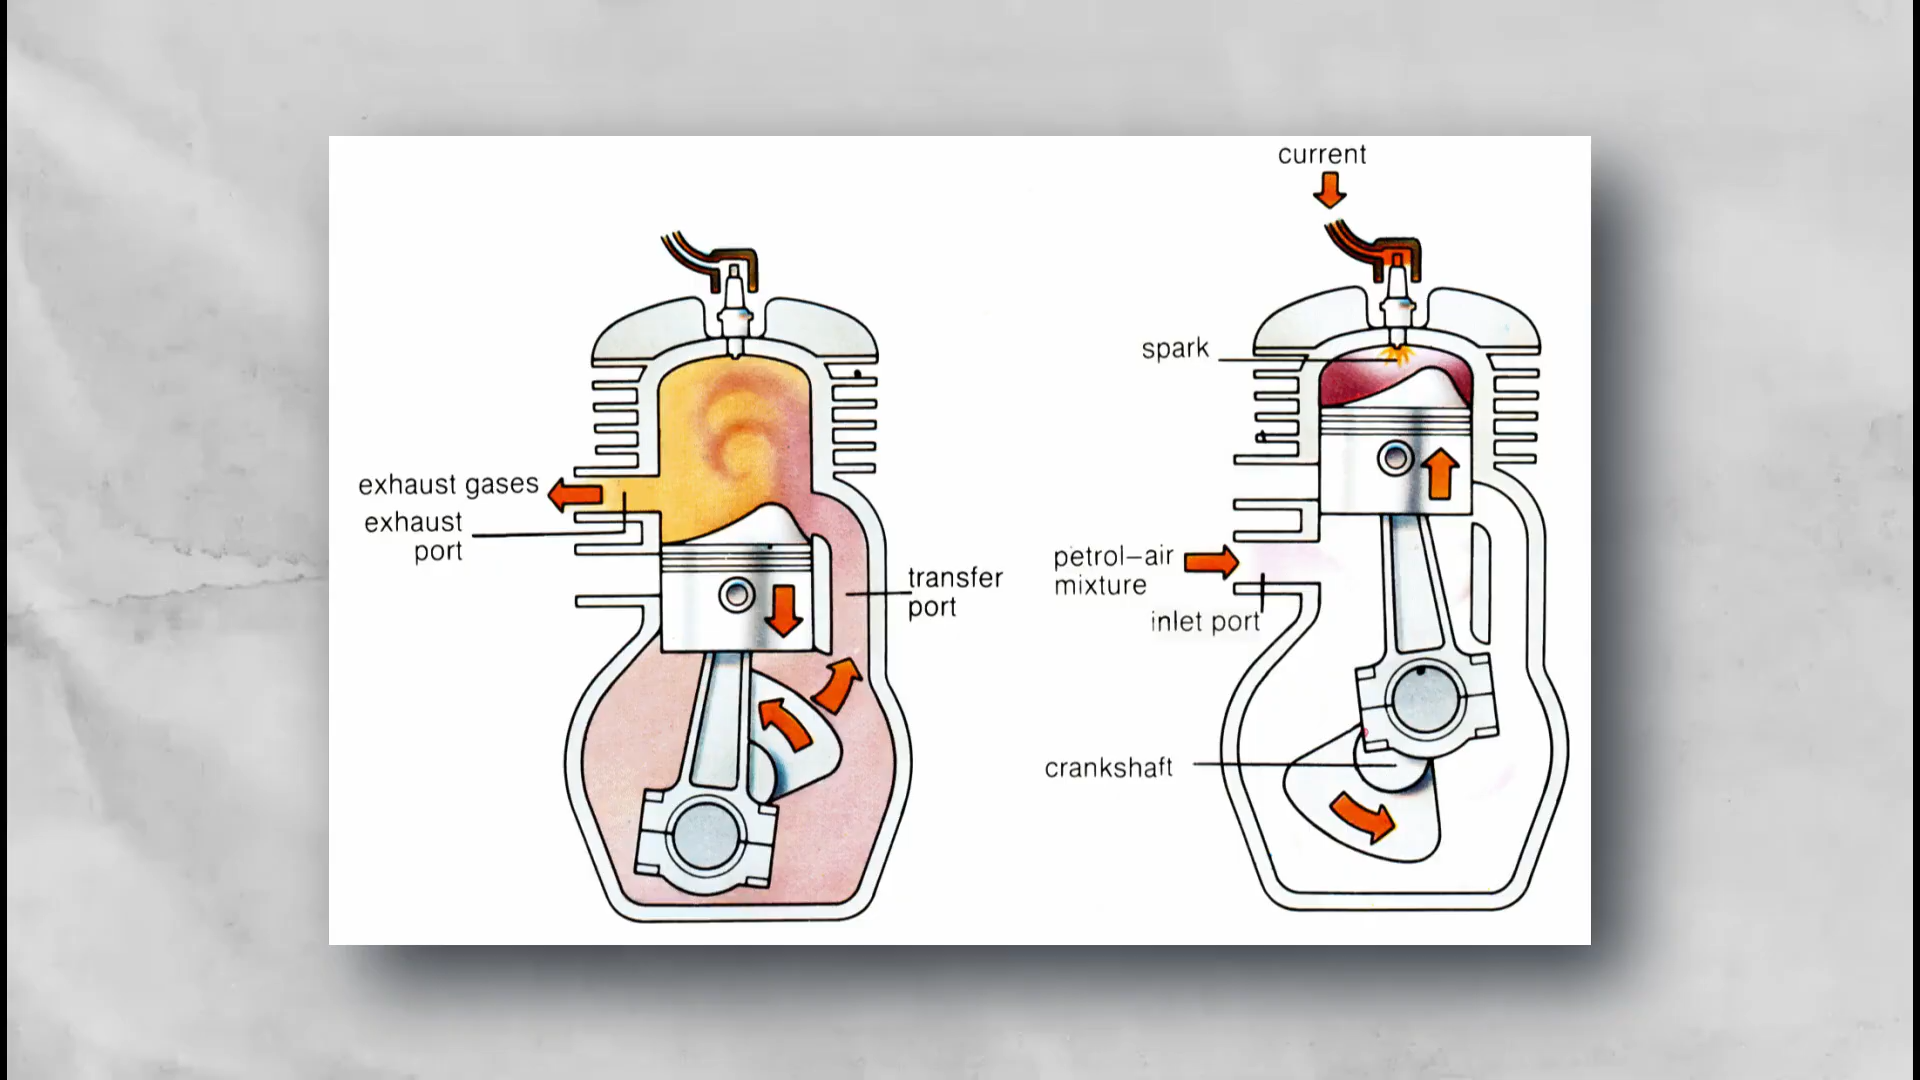 exhaust gases
exhaust
port
transfer
port
current
spark
petrol–air
mixture
inlet port
crankshaft